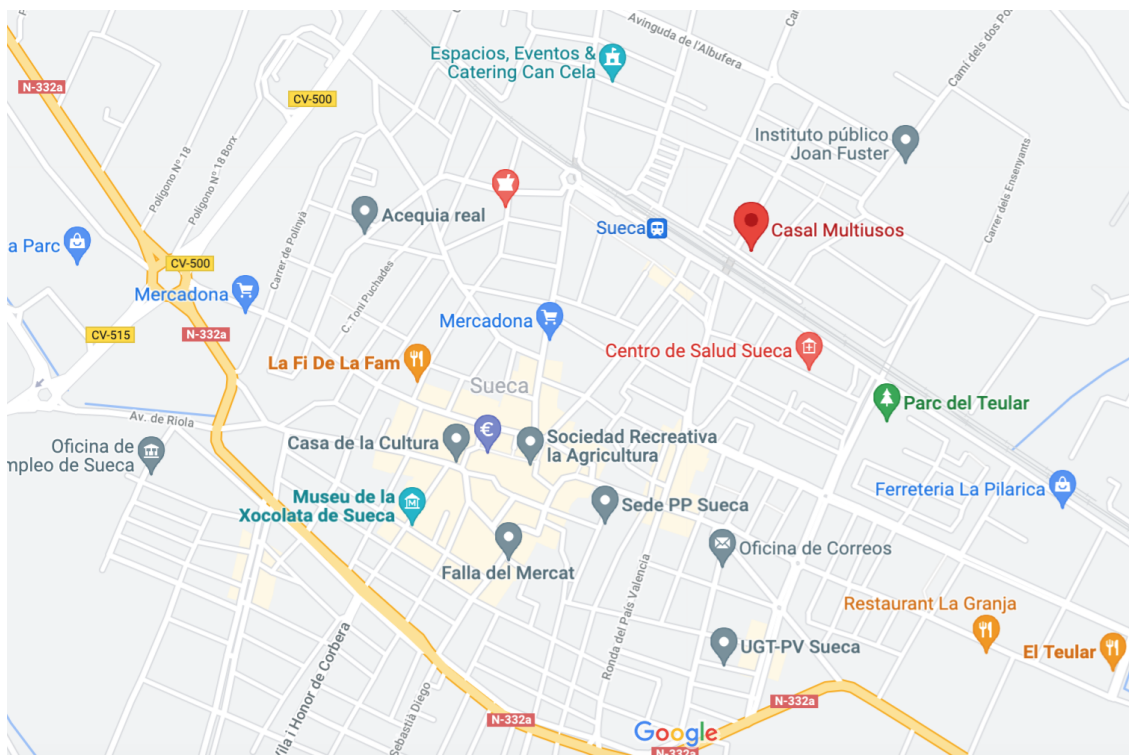 Espacios, Eventos &
Catering Can Cela
Avinguda de l'Albufera
Camí dels dos Po
N-332a
CV-500
Polígono Nº 18
Polígono Nº 18 Borx
Instituto público
Joan Fuster
Carrer dels Ensenyants
Acequia real
Sueca
Casal Multiusos
a Parc
Carrer de Polinyà
CV-500
C. Toni Puchades
Mercadona
Mercadona
CV-515
N-332a
La Fi De La Fam
Centro de Salud Sueca
Sueca
Parc del Teular
Av. de Riola
Oficina de
mpleo de Sueca
Casa de la Cultura
€
Sociedad Recreativa
la Agricultura
Museu de la
Xocolata de Sueca
M
Sede PP Sueca
Ferreteria La Pilarica
Falla del Mercat
Oficina de Correos
Ronda del País Valencia
Restaurant La Granja
UGT-PV Sueca
El Teular
Vila i Honor de Corbera
Sebastià Diego
N-332a
N-332a
Google
N-332a